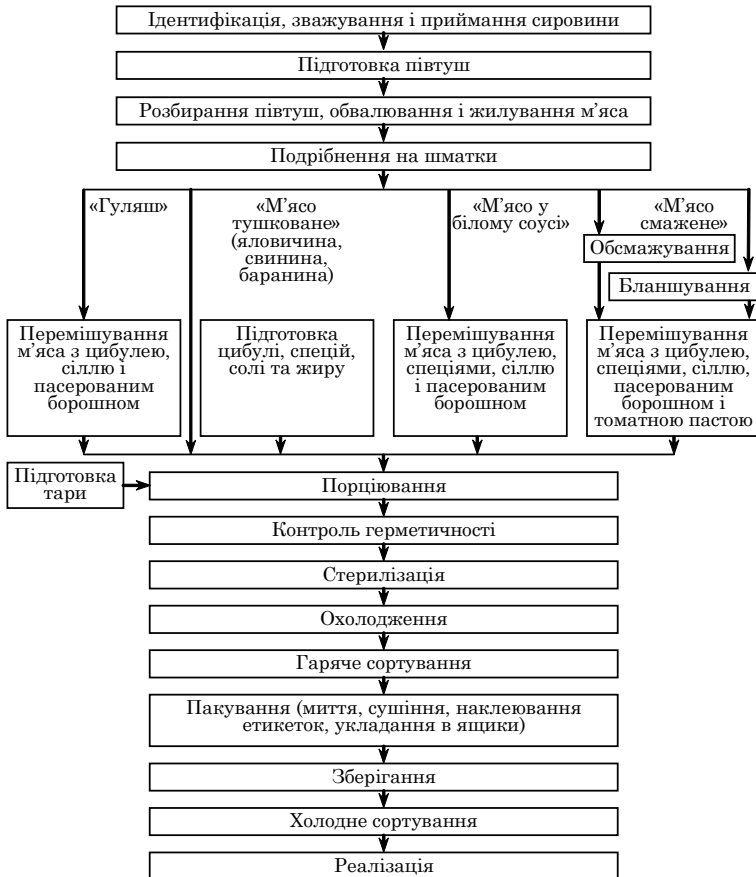 Ідентифікація, зважування і приймання сировини
Підготовка півтуш
Розбирання півтуш, обвалювання і жилування м'яса
Подрібнення на шматки
«Гуляш»
«М'ясо
тушковане»
(яловичина,
свинина,
баранина)
«М'ясо у
білому соусі»
«М'ясо
смажене»
Обсмажування
Бланшування
Перемішування
м'яса з цибулею,
сіллю і
пасерованим
борошном
Підготовка
цибулі, спецій,
солі та жиру
Перемішування
м'яса з цибулею,
спеціями, сіллю
і пасерованим
борошном
Перемішування
м'яса з цибулею,
спеціями, сіллю,
пасерованим
борошном і
томатною пастою
Підготовка
тари
Порціювання
Контроль герметичності
Стерилізація
Охолодження
Гаряче сортування
Пакування (миття, сушіння, наклеювання
етикеток, укладання в ящики)
Зберігання
Холодне сортування
Реалізація